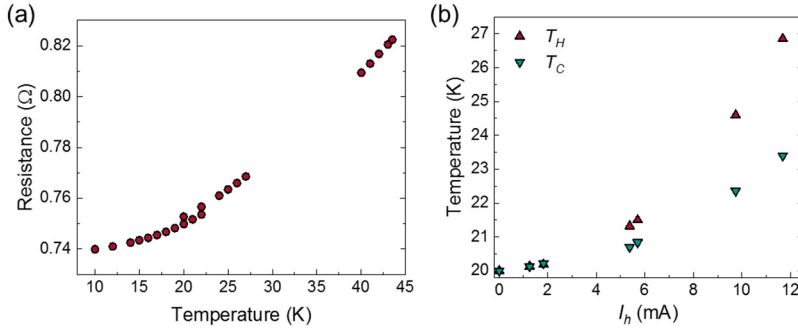 (a)
0.82
0.80
0.78
0.76
0.74
Resistance (Ω)
10 15 20 25 30 35 40 45
Temperature (K)
(b)
27
26
25
24
23
22
21
20
Temperature (K)
T_H
T_C
0 2 4 6 8 10 12
I_h (mA)